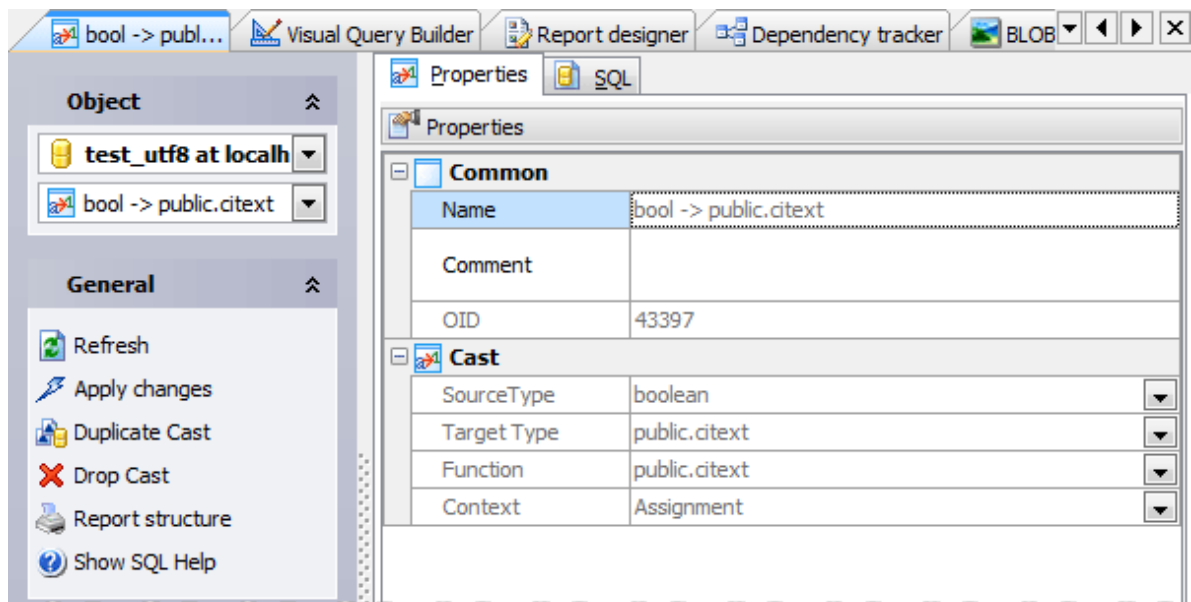 bool -> publ...
Visual Query Builder
Report designer
Dependency tracker
BLOB
Object
test_utf8 at localh
bool -> public.citext
General
Refresh
Apply changes
Duplicate Cast
Drop Cast
Report structure
Show SQL Help
Properties
SQL
Properties
Common
Name bool -> public.citext
Comment
OID 43397
Cast
SourceType boolean
Target Type public.citext
Function public.citext
Context Assignment